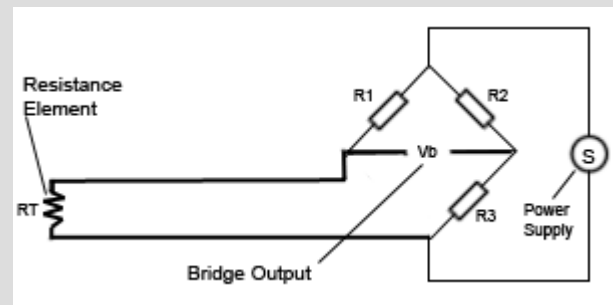 Resistance
Element
R1
R2
Vb
S
RT
R3
Power
Supply
Bridge Output